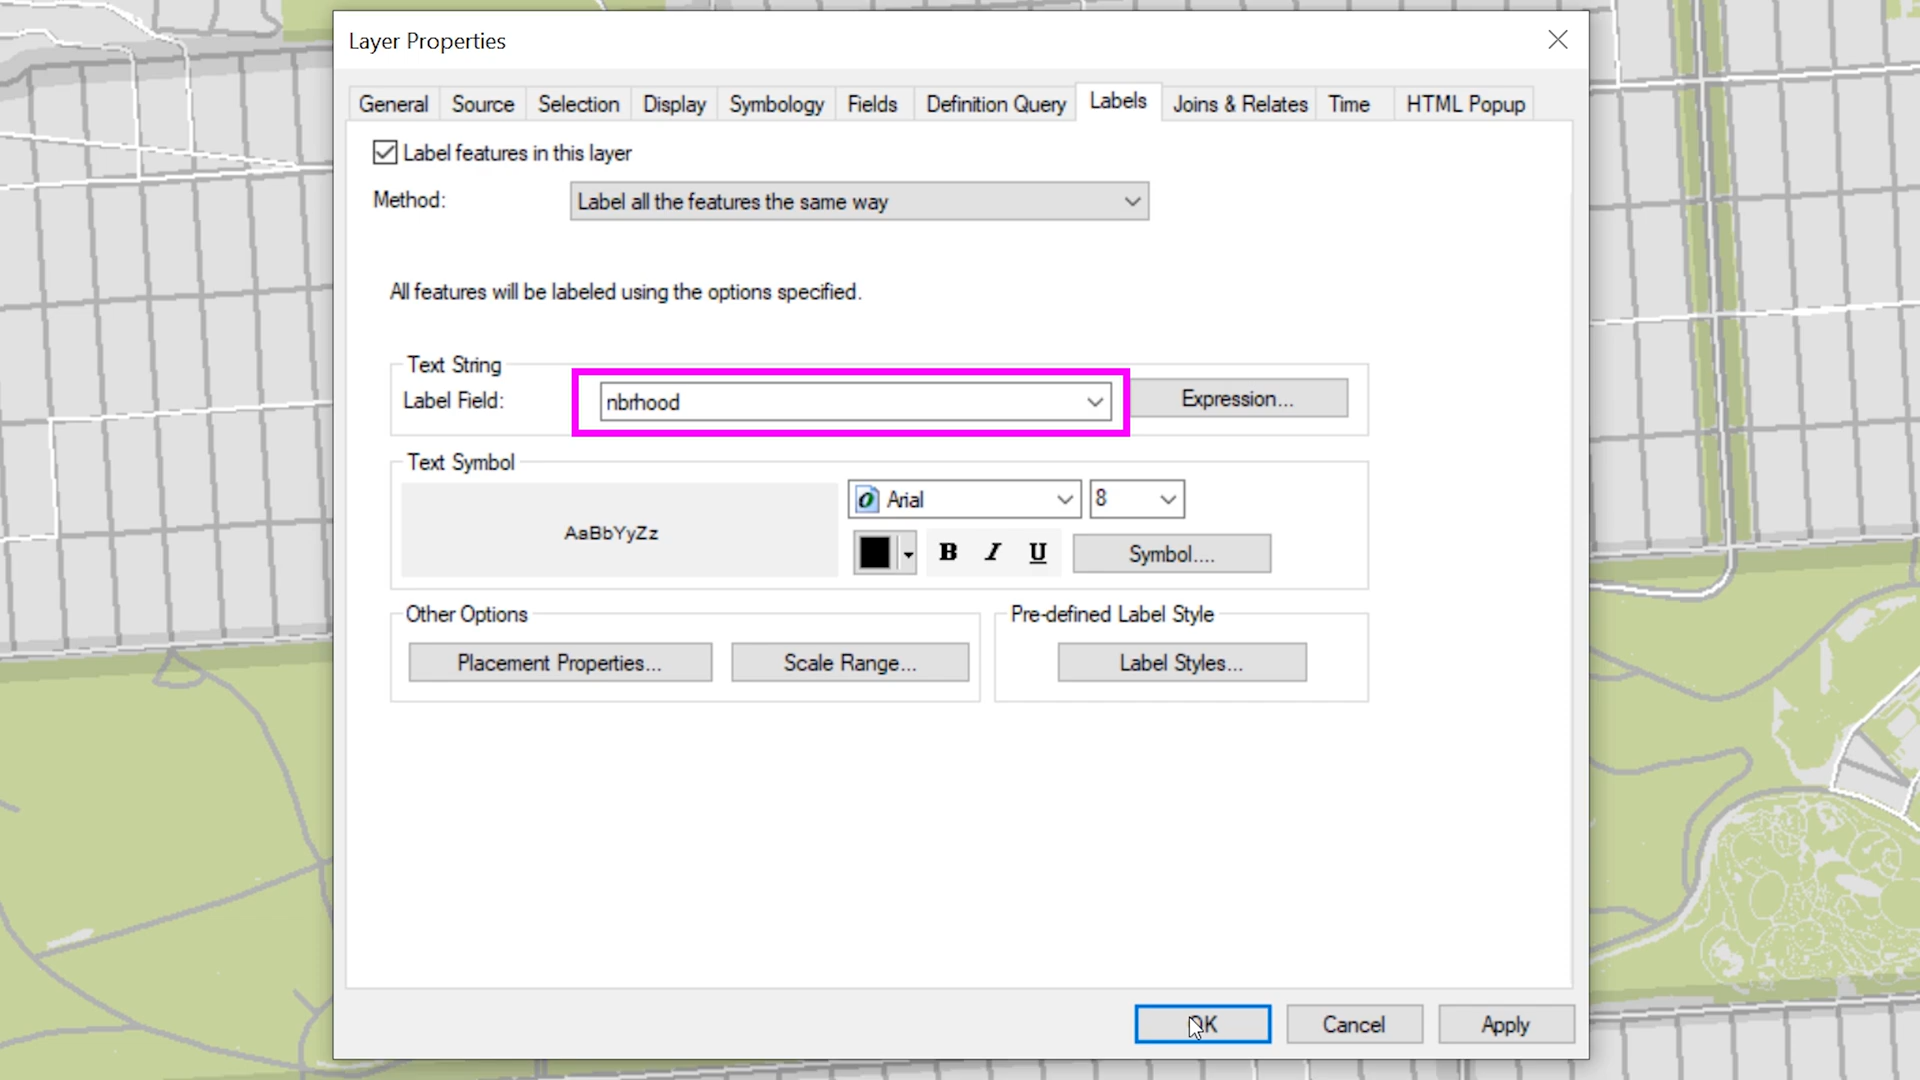 Layer Properties
General Source Selection Display Symbology Fields Definition Query Labels Joins & Relates Time HTML Popup
Label features in this layer
Method: Label all the features the same way
All features will be labeled using the options specified.
Text String
Label Field: nbrhood Expression...
Text Symbol
AaBbYyZz
Arial 8
B I U Symbol....
Other Options
Placement Properties... Scale Range...
Pre-defined Label Style
Label Styles...
OK Cancel Apply